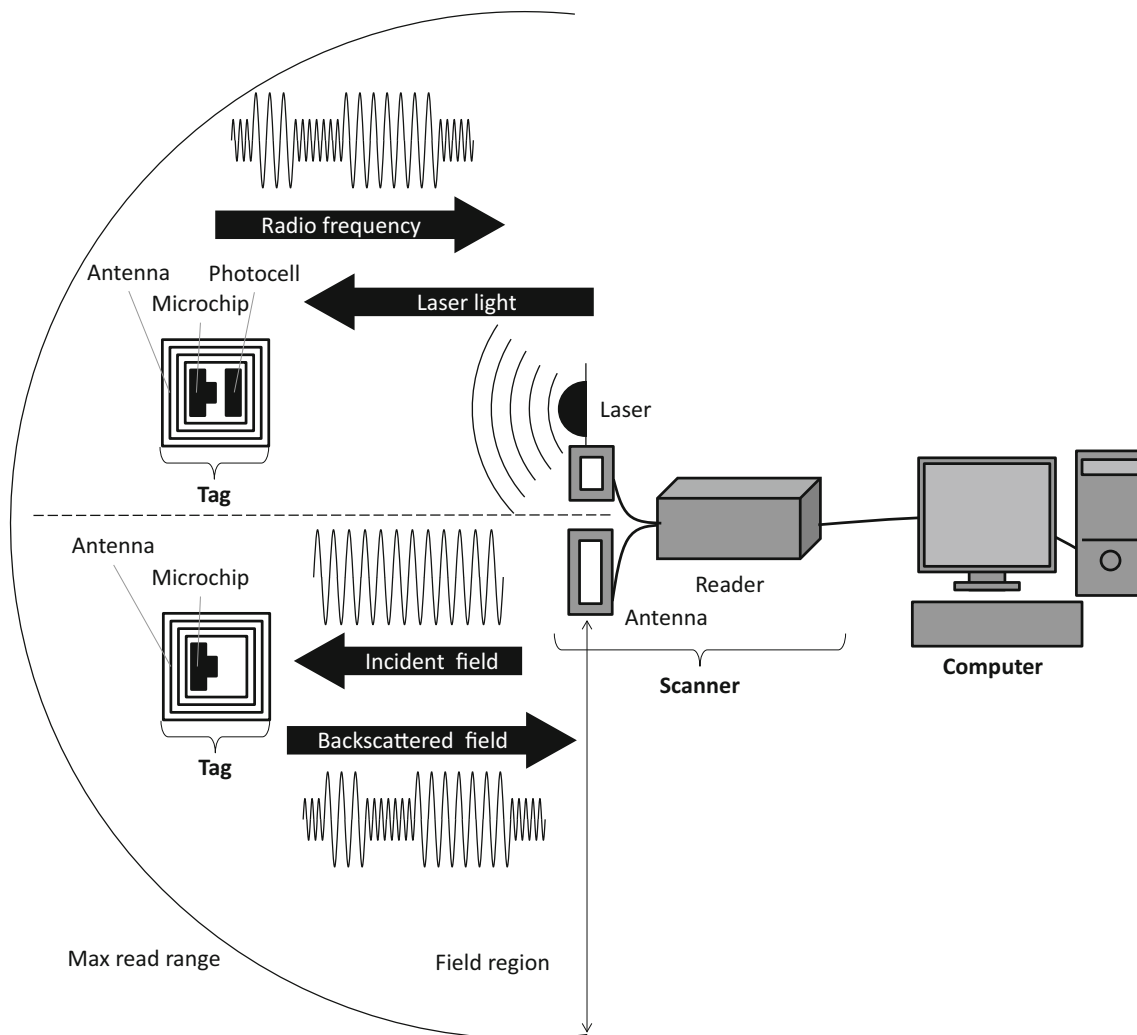 Radio frequency
Antenna
Photocell
Microchip
Laser light
Laser
Tag
Antenna
Microchip
Reader
Antenna
Incident field
Scanner
Computer
Backscattered field
Tag
Max read range
Field region